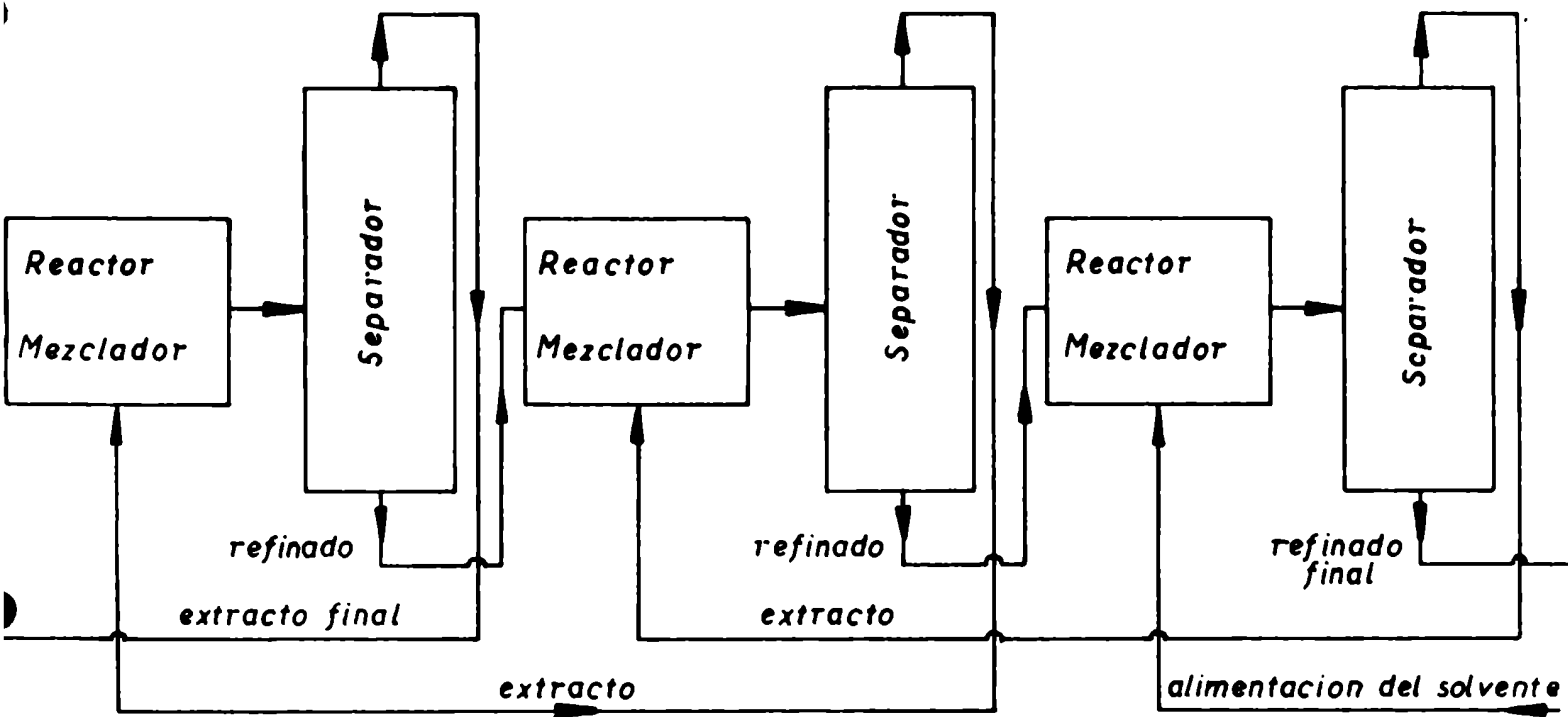 Reactor
Mezclador
Separador
Reactor
Mezclador
Separador
Reactor
Mezclador
Separador
refinado
refinado
refinado
final
extracto final
extracto
extracto
alimentacion del solvente